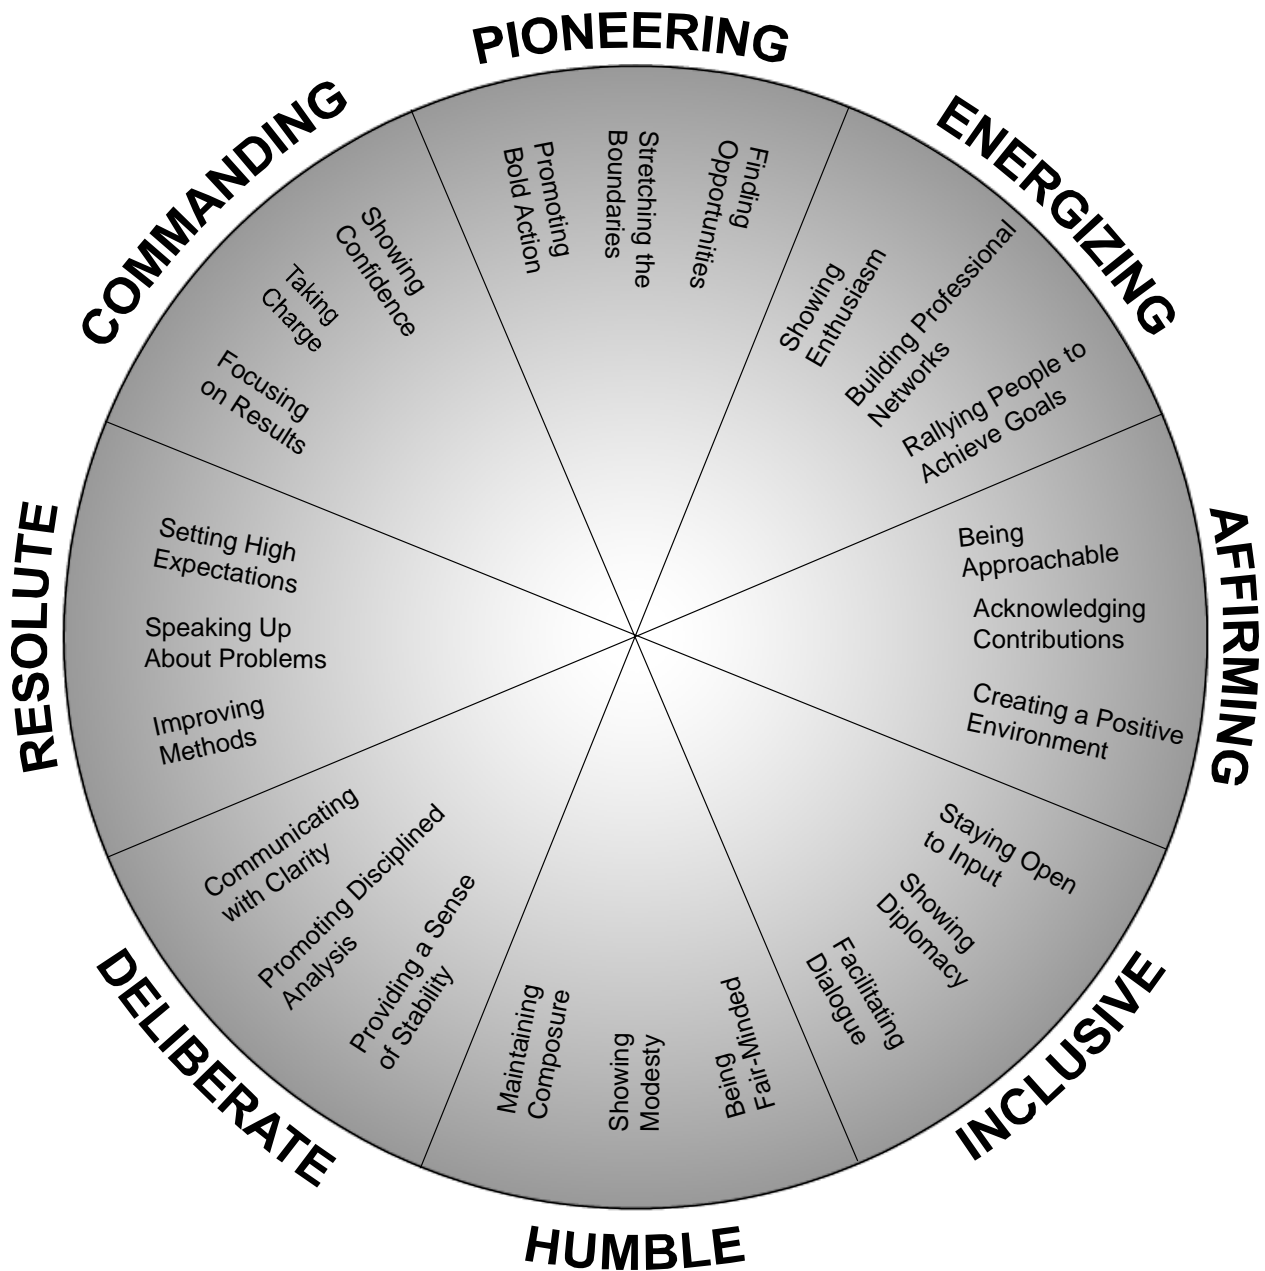 PIONEERING
Finding
Opportunities
Stretching the
Boundaries
Promoting
Bold Action
ENERGIZING
Showing
Enthusiasm
Building Professional
Networks
Rallying People to
Achieve Goals
AFFIRMING
Being
Approachable
Acknowledging
Contributions
Creating a Positive
Environment
INCLUSIVE
Staying Open
to Input
Showing
Diplomacy
Facilitating
Dialogue
HUMBLE
Being
Fair-Minded
Showing
Modesty
Maintaining
Composure
DELIBERATE
Providing a Sense
of Stability
Promoting Disciplined
Analysis
Communicating
with Clarity
RESOLUTE
Improving
Methods
Speaking Up
About Problems
Setting High
Expectations
COMMANDING
Focusing
on Results
Taking
Charge
Showing
Confidence